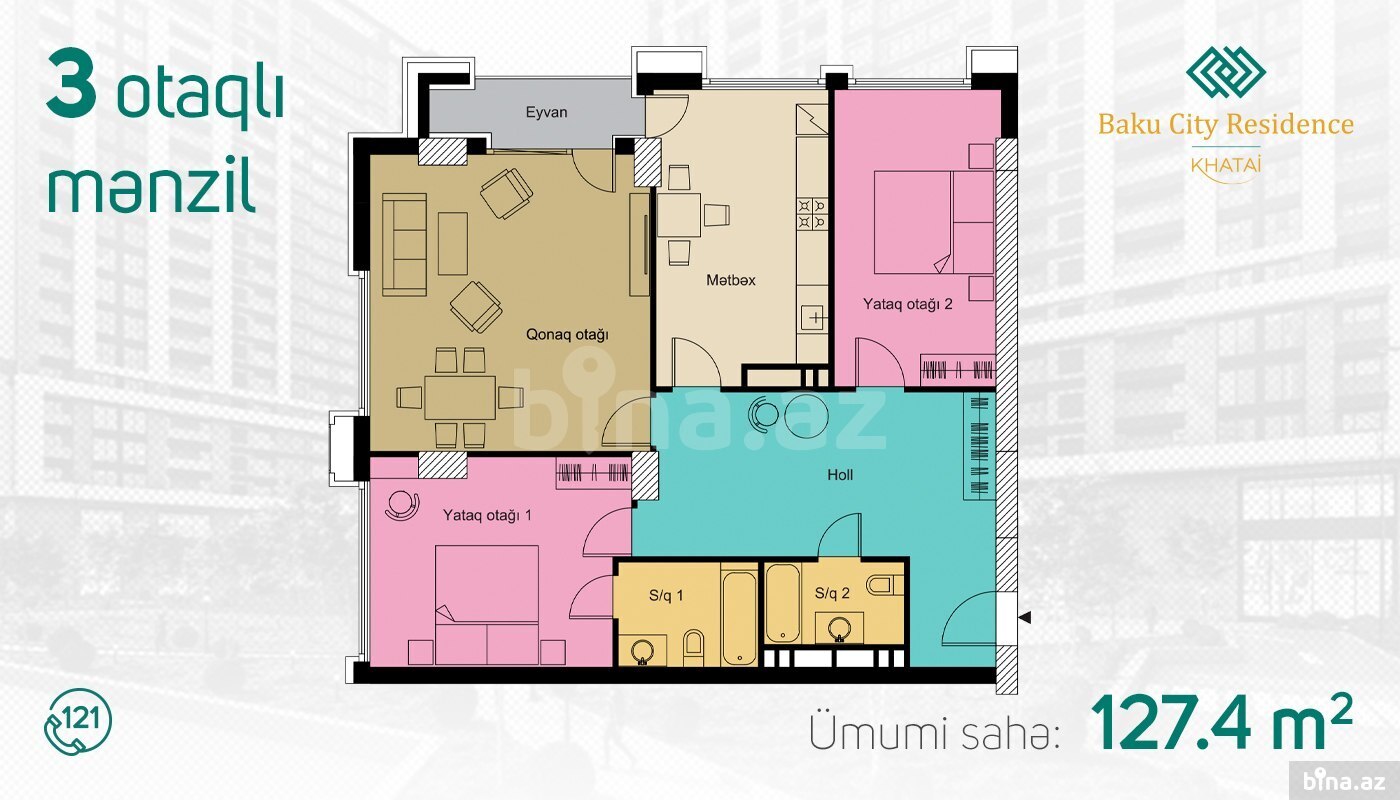 3 otaqlı
mənzil
Baku City Residence
KHATAİ
Eyvan
Mətbəx
Yataq otağı 2
Qonaq otağı
bina.az
Holl
Yataq otağı 1
S/q 1
S/q 2
121
Ümumi sahə: 127.4 m²
bina.az